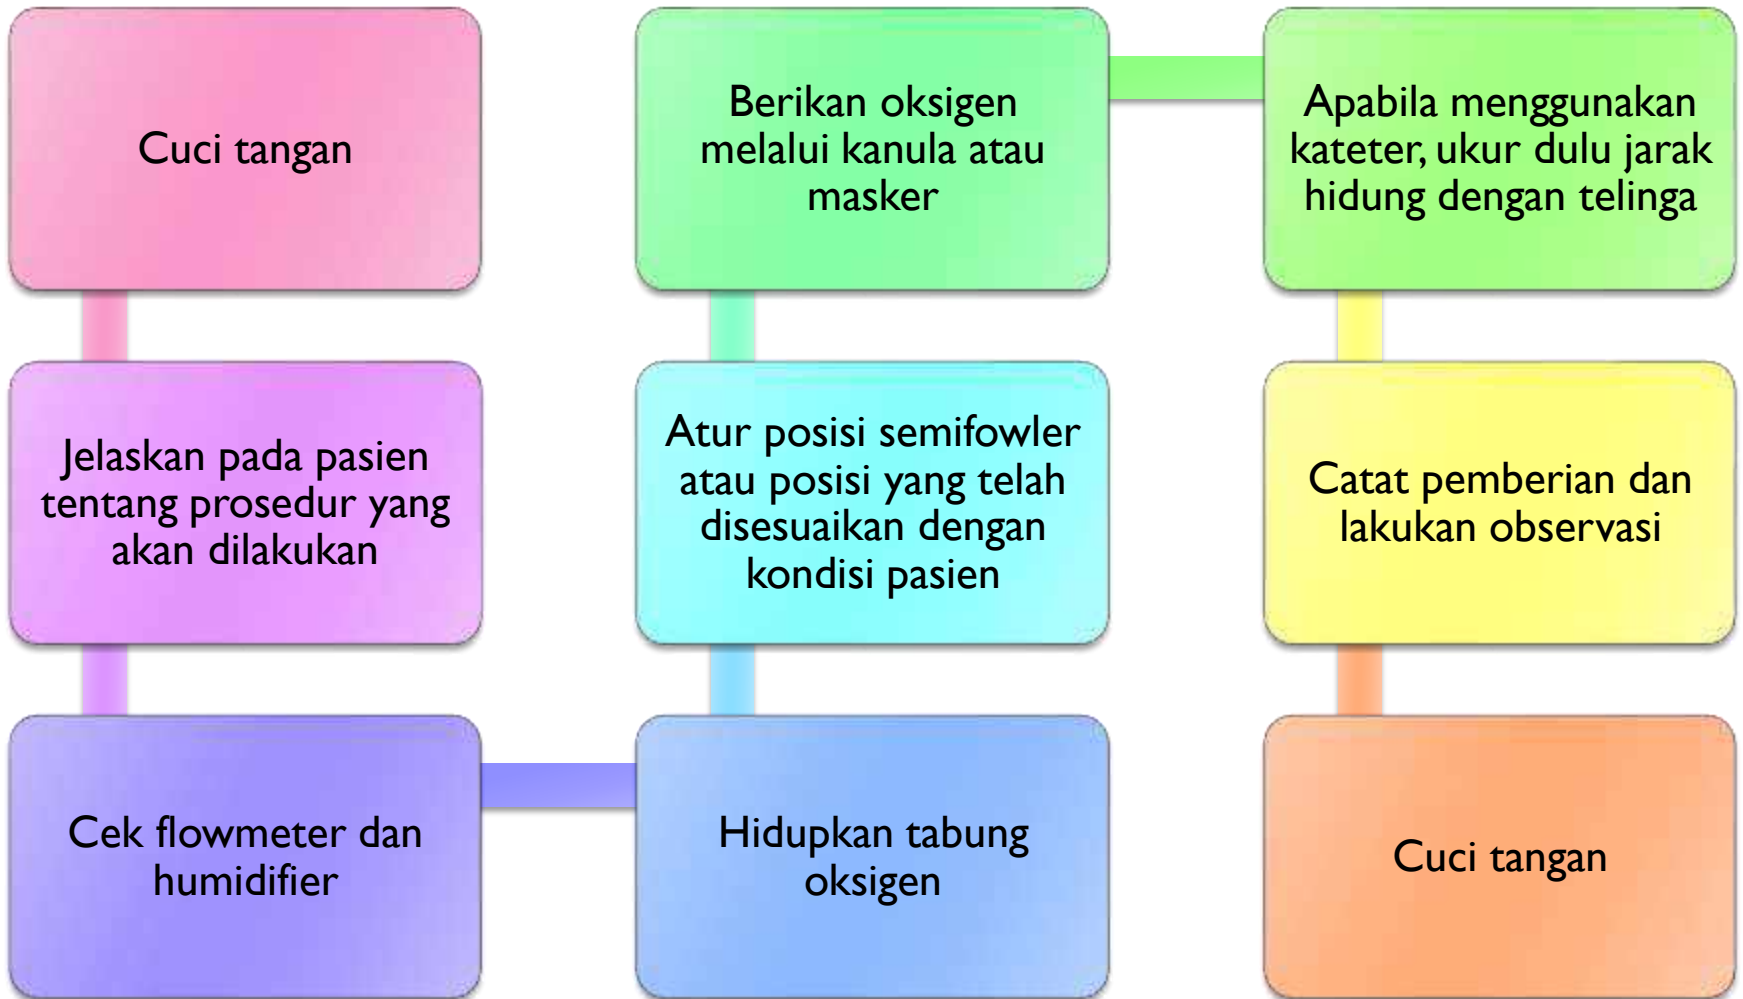 Cuci tangan
Jelaskan pada pasien
tentang prosedur yang
akan dilakukan
Cek flowmeter dan
humidifier
Hidupkan tabung
oksigen
Atur posisi semifowler
atau posisi yang telah
disesuaikan dengan
kondisi pasien
Berikan oksigen
melalui kanula atau
masker
Apabila menggunakan
kateter, ukur dulu jarak
hidung dengan telinga
Catat pemberian dan
lakukan observasi
Cuci tangan